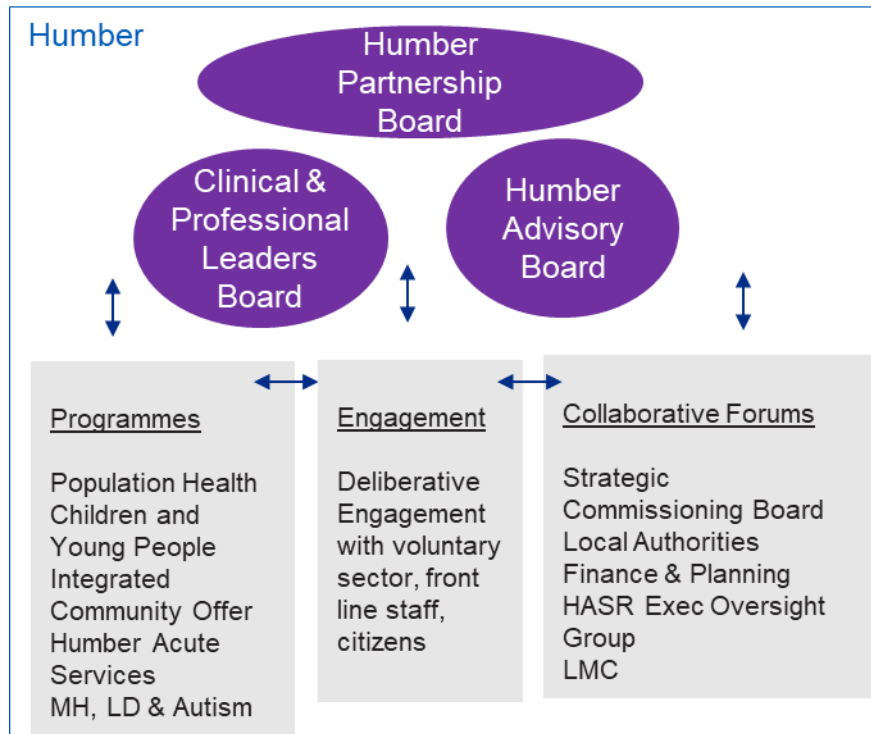 Humber
Humber
Partnership
Board
Clinical &
Professional
Leaders
Board
Humber
Advisory
Board
Programmes
Population Health
Children and
Young People
Integrated
Community Offer
Humber Acute
Services
MH, LD & Autism
Engagement
Deliberative
Engagement
with voluntary
sector, front
line staff,
citizens
Collaborative Forums
Strategic
Commissioning Board
Local Authorities
Finance & Planning
HASR Exec Oversight
Group
LMC